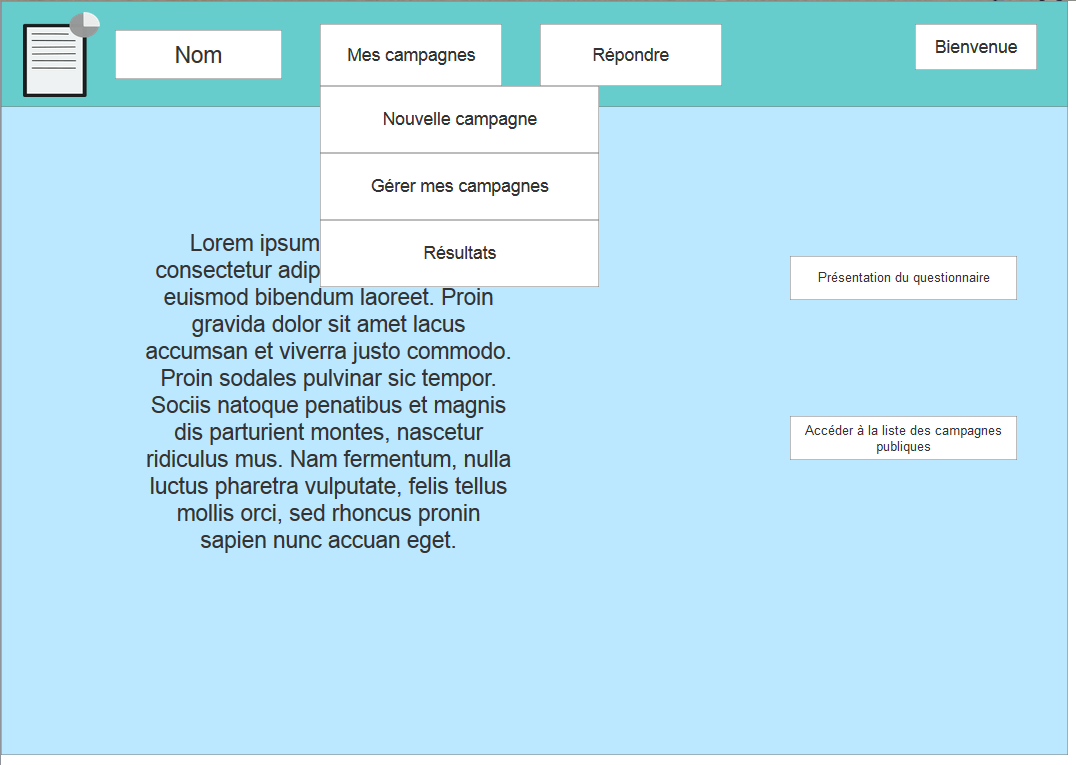 Nom
Mes campagnes
Répondre
Bienvenue
Nouvelle campagne
Gérer mes campagnes
Résultats
Lorem ipsum
consectetur adip
euismod bibendum laoreet. Proin
gravida dolor sit amet lacus
accumsan et viverra justo commodo.
Proin sodales pulvinar sic tempor.
Sociis natoque penatibus et magnis
dis parturient montes, nascetur
ridiculus mus. Nam fermentum, nulla
luctus pharetra vulputate, felis tellus
mollis orci, sed rhoncus pronin
sapien nunc accuan eget.
Présentation du questionnaire
Accéder à la liste des campagnes
publiques